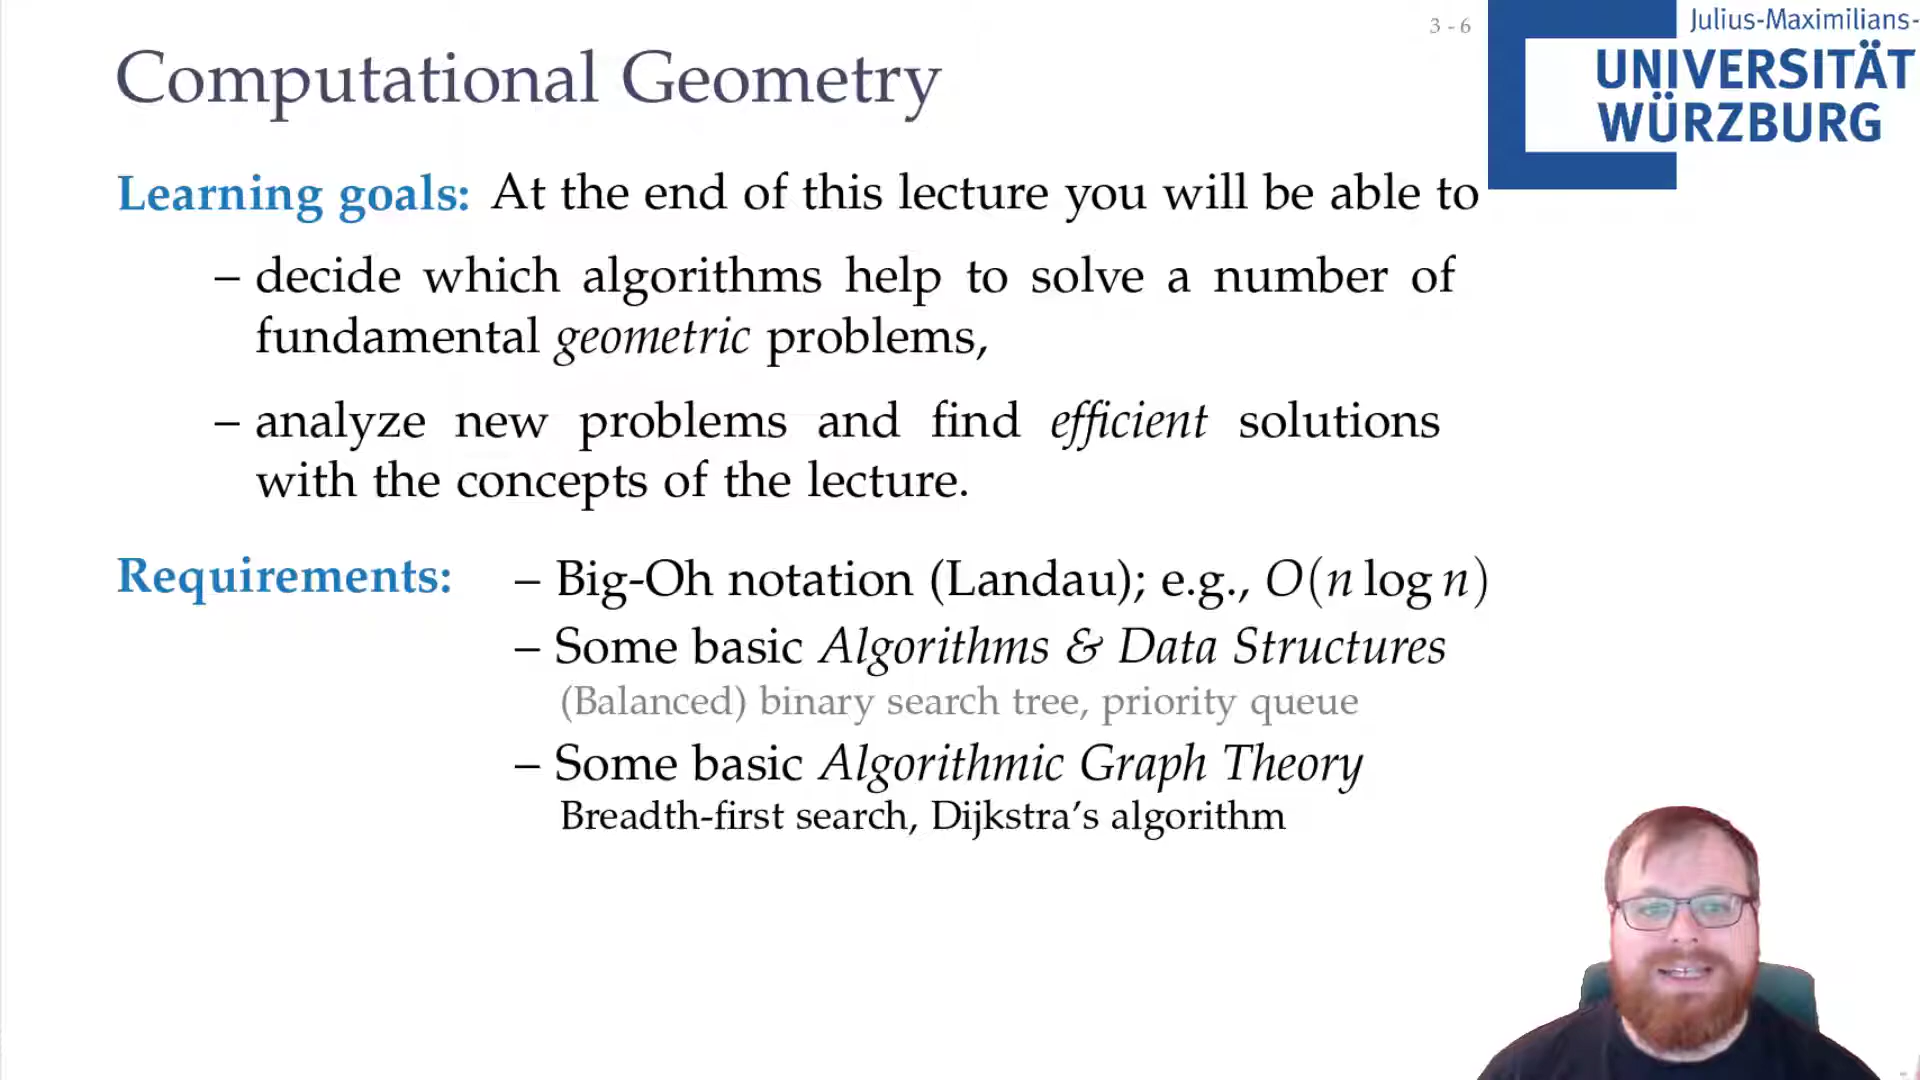 3 - 6
Julius-Maximilians-
UNIVERSITÄT
WÜRZBURG
Computational Geometry
Learning goals: At the end of this lecture you will be able to
– decide which algorithms help to solve a number of
fundamental geometric problems,
– analyze new problems and find efficient solutions
with the concepts of the lecture.
Requirements: – Big-Oh notation (Landau); e.g., O(n log n)
– Some basic Algorithms & Data Structures
(Balanced) binary search tree, priority queue
– Some basic Algorithmic Graph Theory
Breadth-first search, Dijkstra’s algorithm